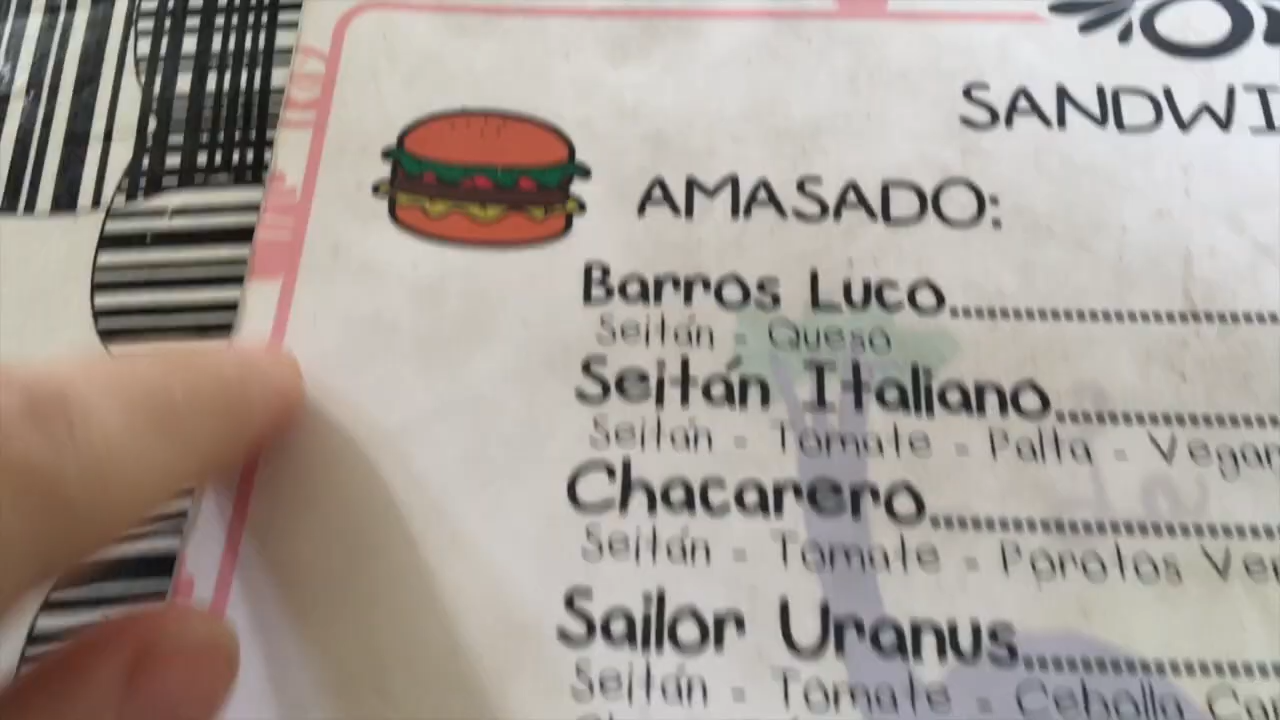 SANDWI
AMASADO:
Barros Luco
Seitán - Queso
Seitán Italiano
Seitán - Tomate - Palta - Vegan
Chacarero
Seitán - Tomate - Porotos Ver
Sailor Uranus
Seitán - Tomate - Cebolla Car